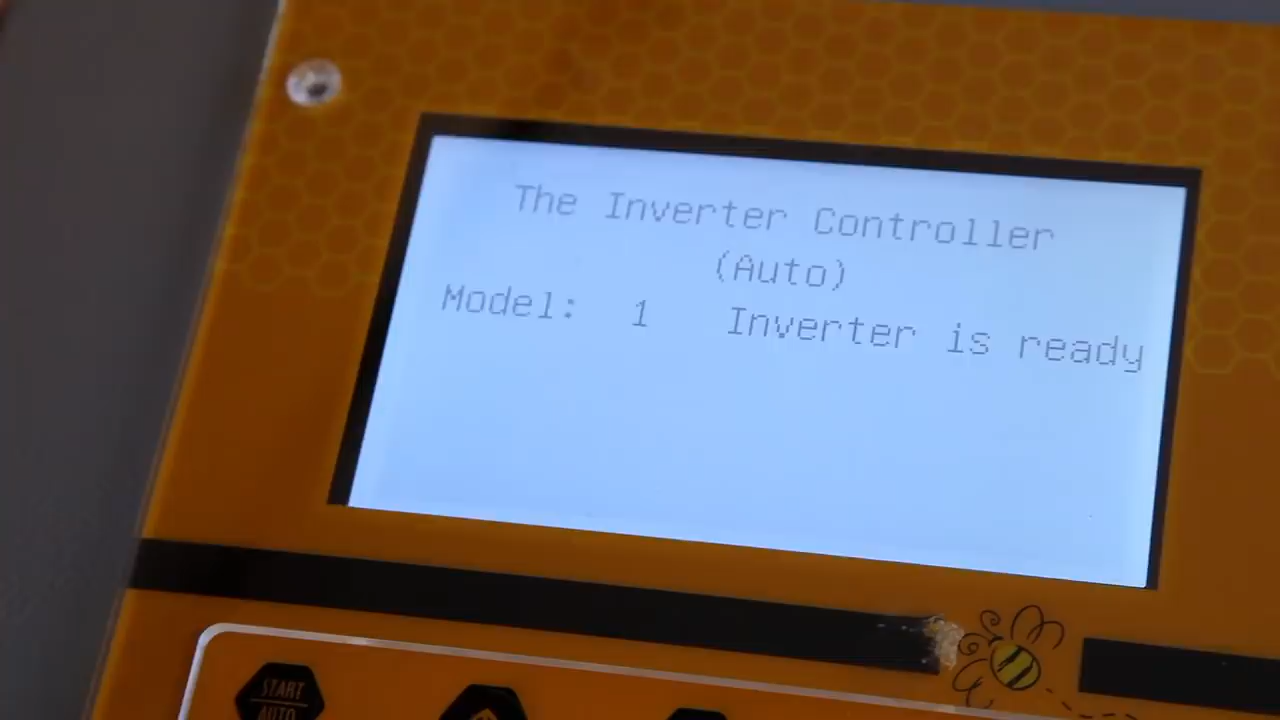 The Inverter Controller
(Auto)
Model: 1 Inverter is ready
START
AUTO